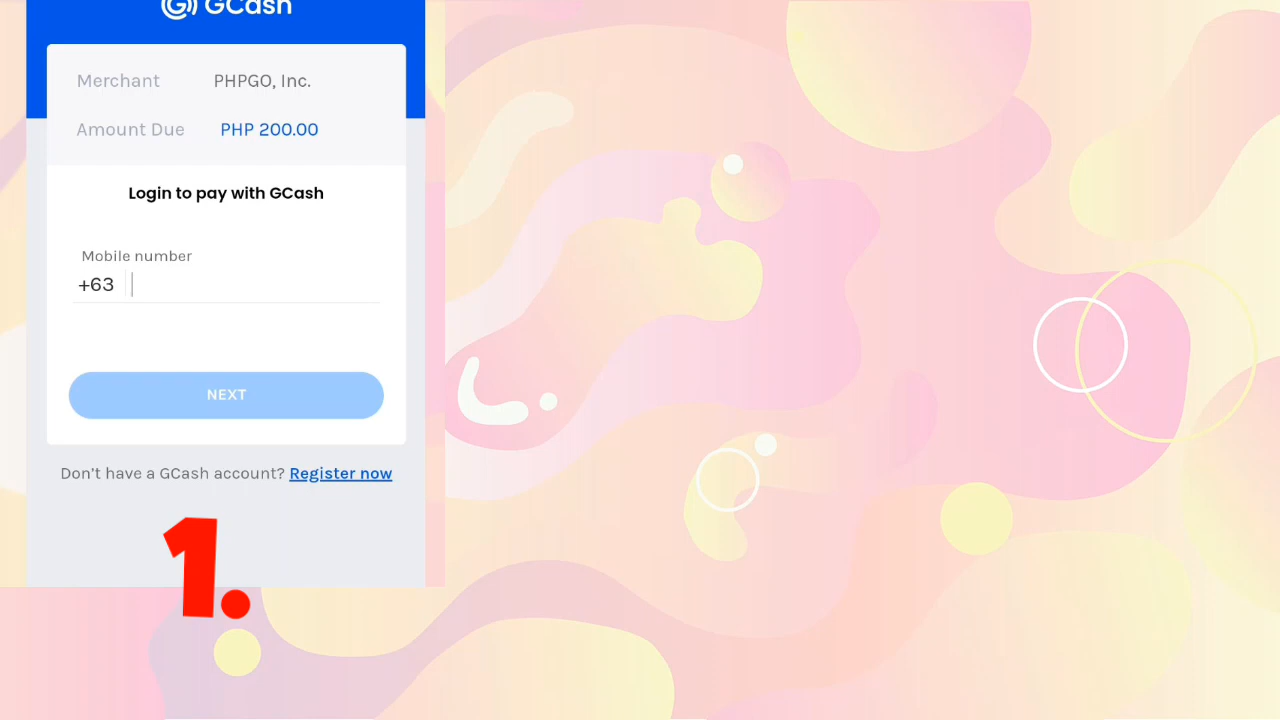 GCash
Merchant PHPGO, Inc.
Amount Due PHP 200.00
Login to pay with GCash
Mobile number
+63
NEXT
Don't have a GCash account? Register now
1.